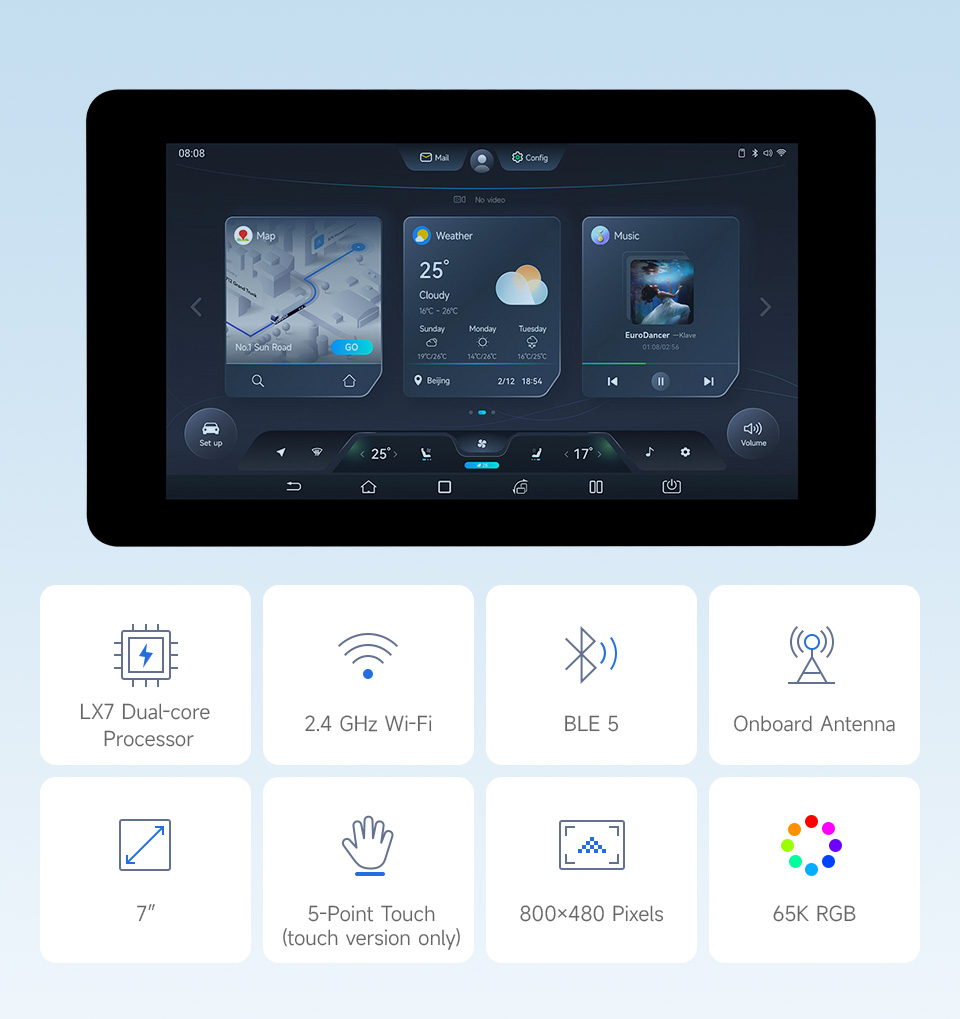 08:08
Mail
Config
No video
Map
712 Grand Trunk
No.1 Sun Road
GO
Weather
25°
Cloudy
16°C ~ 26°C
Sunday Monday Tuesday
19°C/26°C 14°C/26°C 16°C/25°C
Beijing 2/12 18:54
Music
EuroDancer —Klave
01:08/02:56
Set up
25°
17°
Volume
LX7 Dual-core
Processor
2.4 GHz Wi-Fi
BLE 5
Onboard Antenna
7″
5-Point Touch
(touch version only)
800×480 Pixels
65K RGB